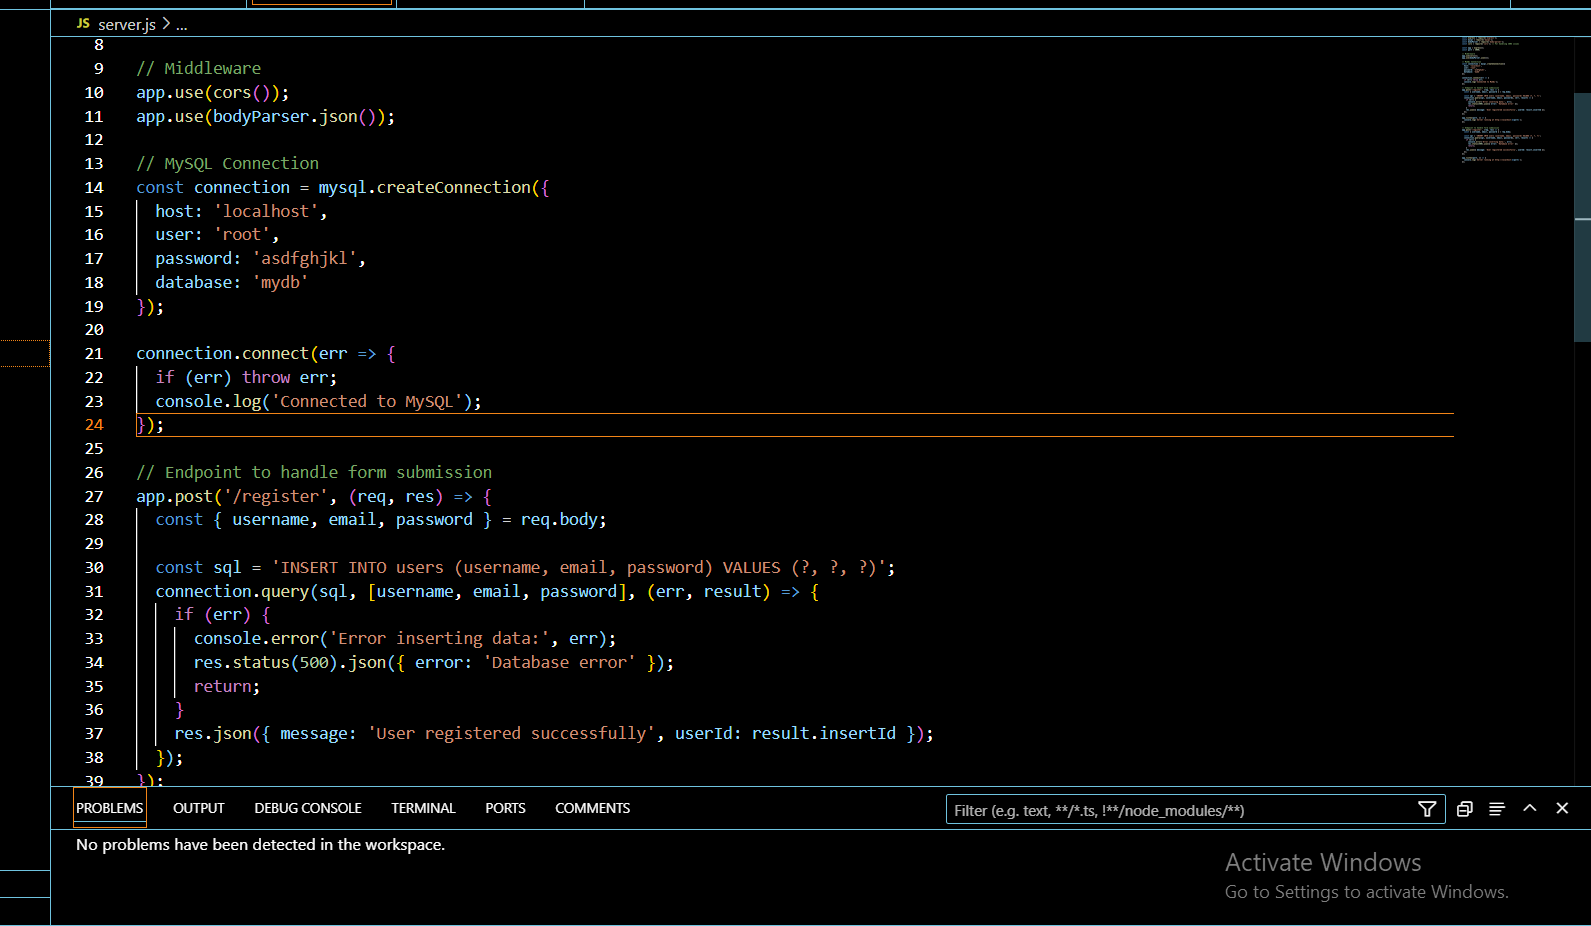 JS server.js > ...
8
9 // Middleware
10 app.use(cors());
11 app.use(bodyParser.json());
12
13 // MySQL Connection
14 const connection = mysql.createConnection({
15   host: 'localhost',
16   user: 'root',
17   password: 'asdfghjkl',
18   database: 'mydb'
19 });
20
21 connection.connect(err => {
22   if (err) throw err;
23   console.log('Connected to MySQL');
24 });
25
26 // Endpoint to handle form submission
27 app.post('/register', (req, res) => {
28   const { username, email, password } = req.body;
29
30   const sql = 'INSERT INTO users (username, email, password) VALUES (?, ?, ?)';
31   connection.query(sql, [username, email, password], (err, result) => {
32     if (err) {
33       console.error('Error inserting data:', err);
34       res.status(500).json({ error: 'Database error' });
35       return;
36     }
37     res.json({ message: 'User registered successfully', userId: result.insertId });
38   });
39 });
PROBLEMS OUTPUT DEBUG CONSOLE TERMINAL PORTS COMMENTS Filter (e.g. text, **/*.ts, !**/node_modules/**)
No problems have been detected in the workspace.
Activate Windows
Go to Settings to activate Windows.